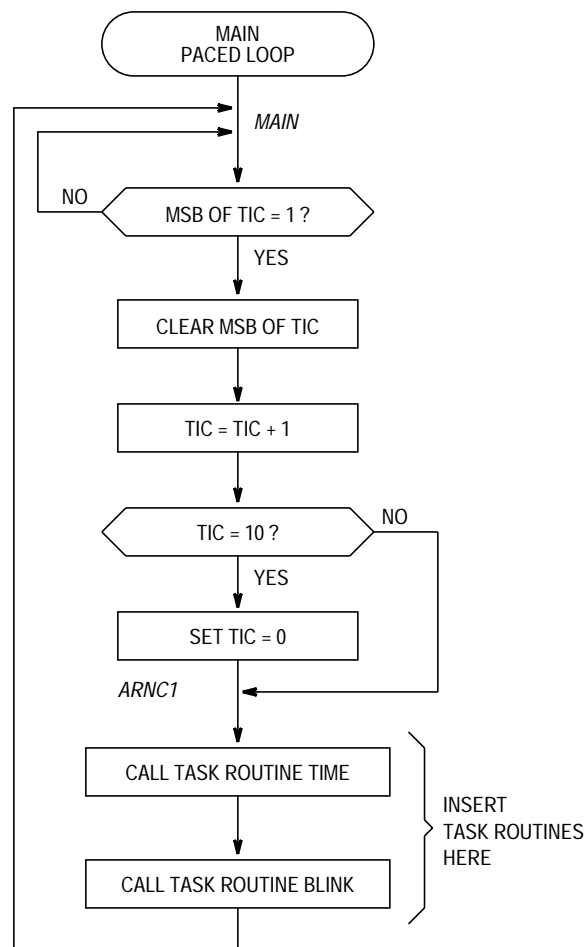 MAIN
PACED LOOP
MAIN
NO
MSB OF TIC = 1 ?
YES
CLEAR MSB OF TIC
TIC = TIC + 1
TIC = 10 ?
NO
YES
SET TIC = 0
ARNC1
CALL TASK ROUTINE TIME
INSERT
TASK ROUTINES
HERE
CALL TASK ROUTINE BLINK